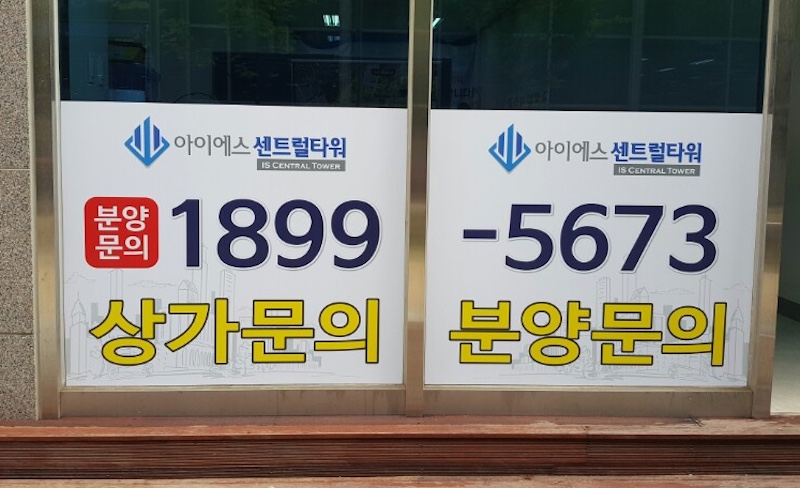 아이에스 센트럴타워
IS CENTRAL TOWER
분양
문의
1899
상가문의
아이에스 센트럴타워
IS CENTRAL TOWER
-5673
분양문의